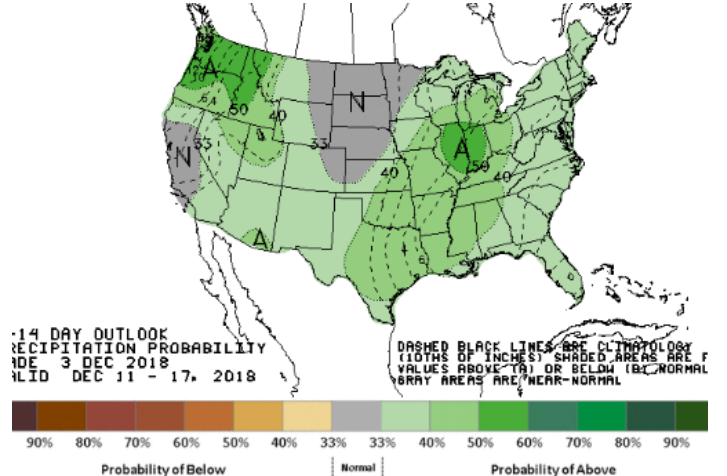 A
N
50
40
33
33
N
A
50
40
40
A
-14 DAY OUTLOOK
RECIPITATION PROBABILITY
ADE 3 DEC 2018
ALID DEC 11 - 17, 2018
DASHED BLACK LINES ARE CLIMATOLOGY
(10THS OF INCHES) SHADED AREAS ARE F
VALUES ABOVE (A) OR BELOW (B) NORMAL
GRAY AREAS ARE NEAR-NORMAL
90% 80% 70% 60% 50% 40% 33% 33% 40% 50% 60% 70% 80% 90%
Probability of Below Normal Probability of Above